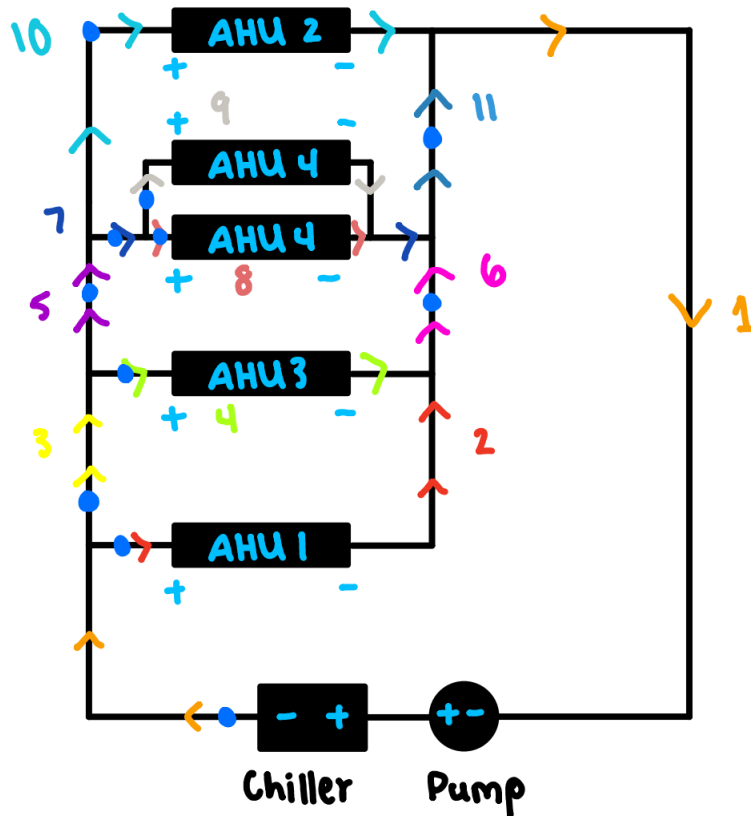 10 AHU 2
+ -
+ 9 -
11
AHU 4
7 AHU 4
+ 8 -
6
5
1
AHU 3
+ 4 -
3 2
AHU 1
+ -
- + + -
Chiller Pump